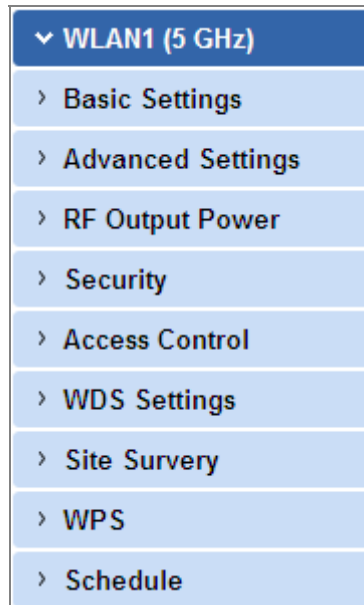 WLAN1 (5 GHz)
Basic Settings
Advanced Settings
RF Output Power
Security
Access Control
WDS Settings
Site Survery
WPS
Schedule